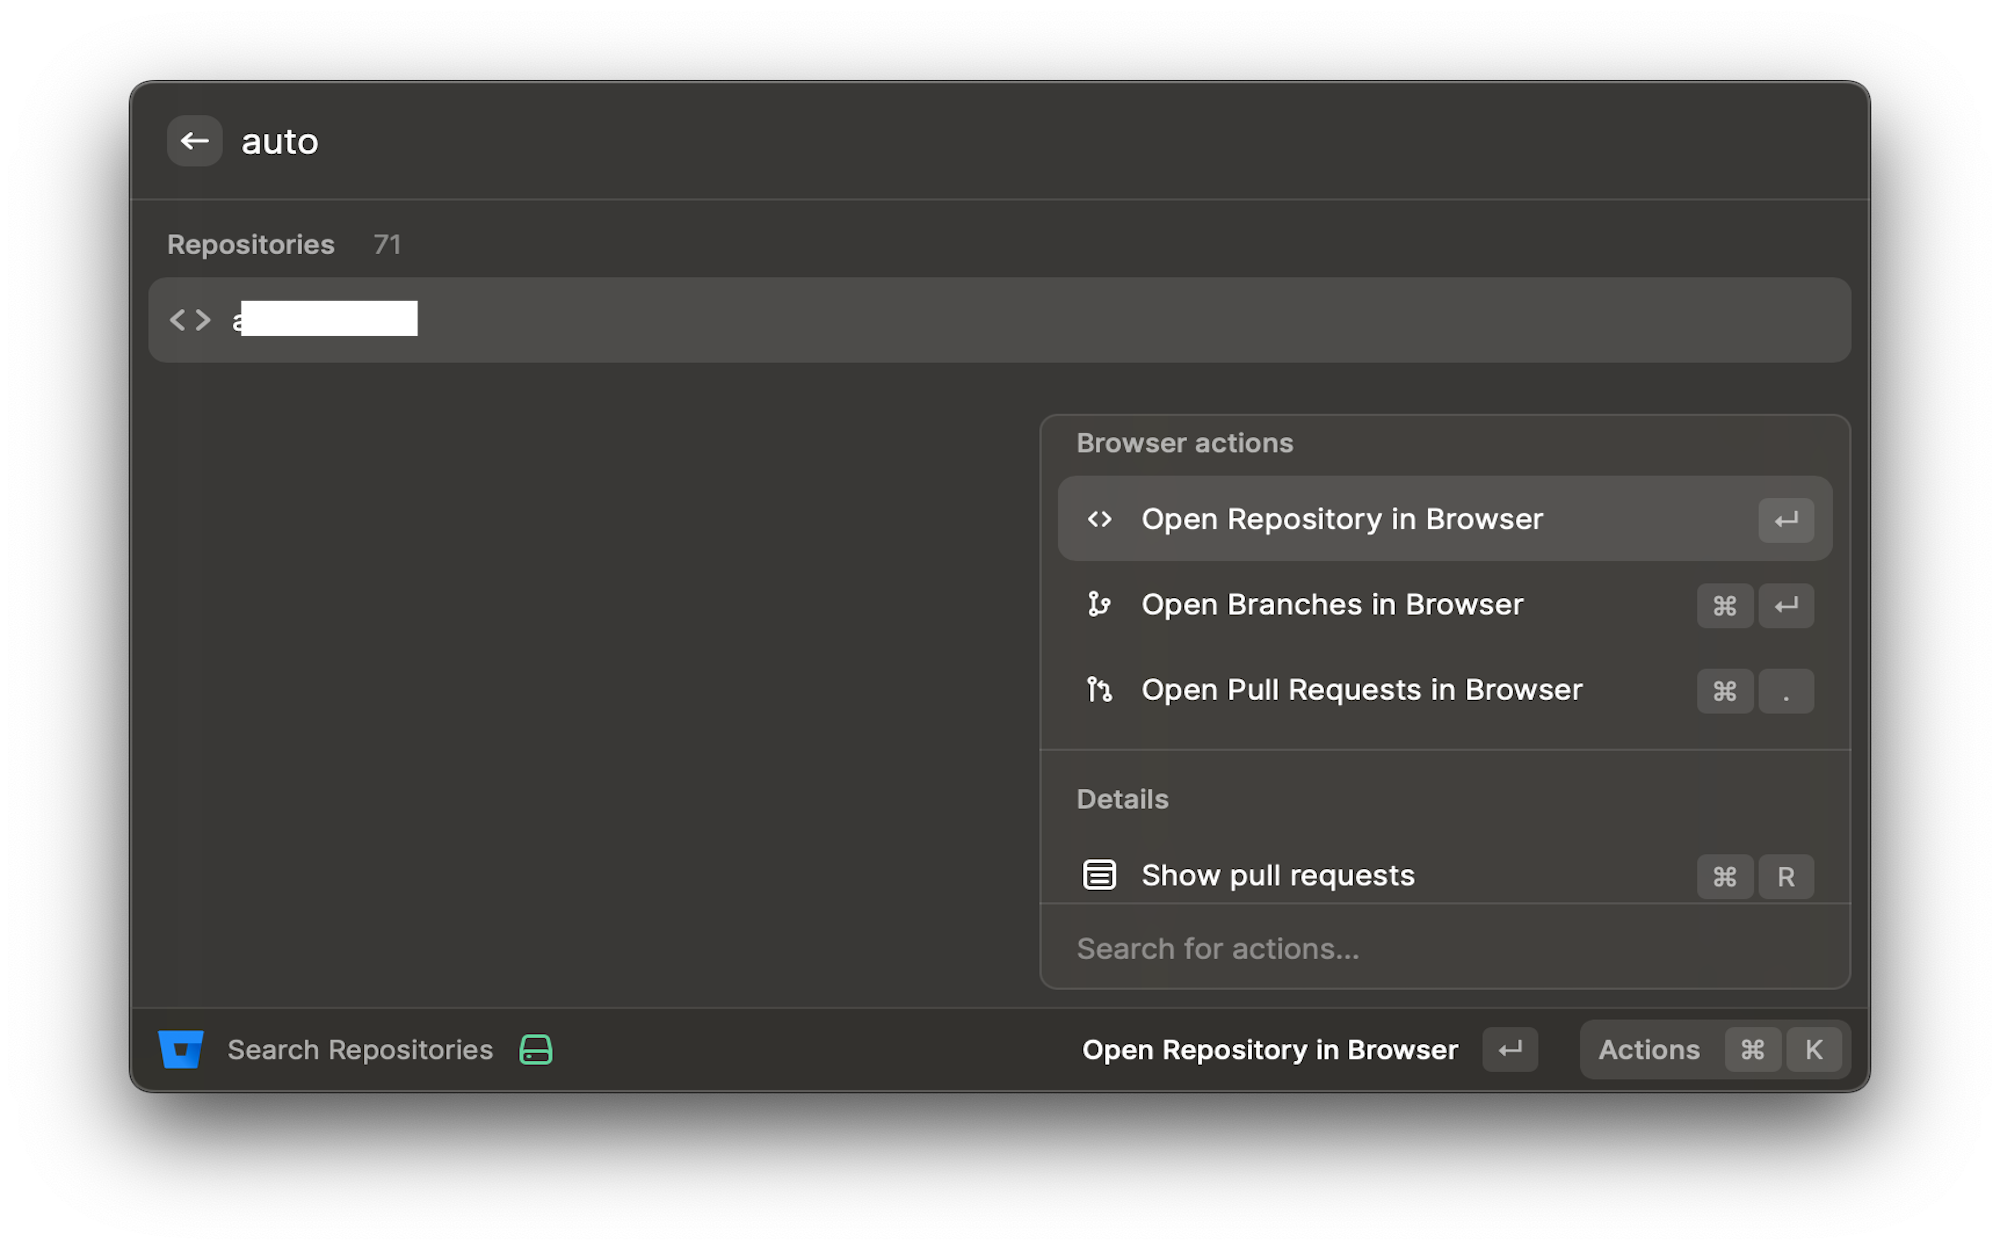 auto
Repositories 71
Browser actions
Open Repository in Browser
Open Branches in Browser ⌘
Open Pull Requests in Browser ⌘ .
Details
Show pull requests ⌘ R
Search for actions...
Search Repositories Open Repository in Browser Actions ⌘ K